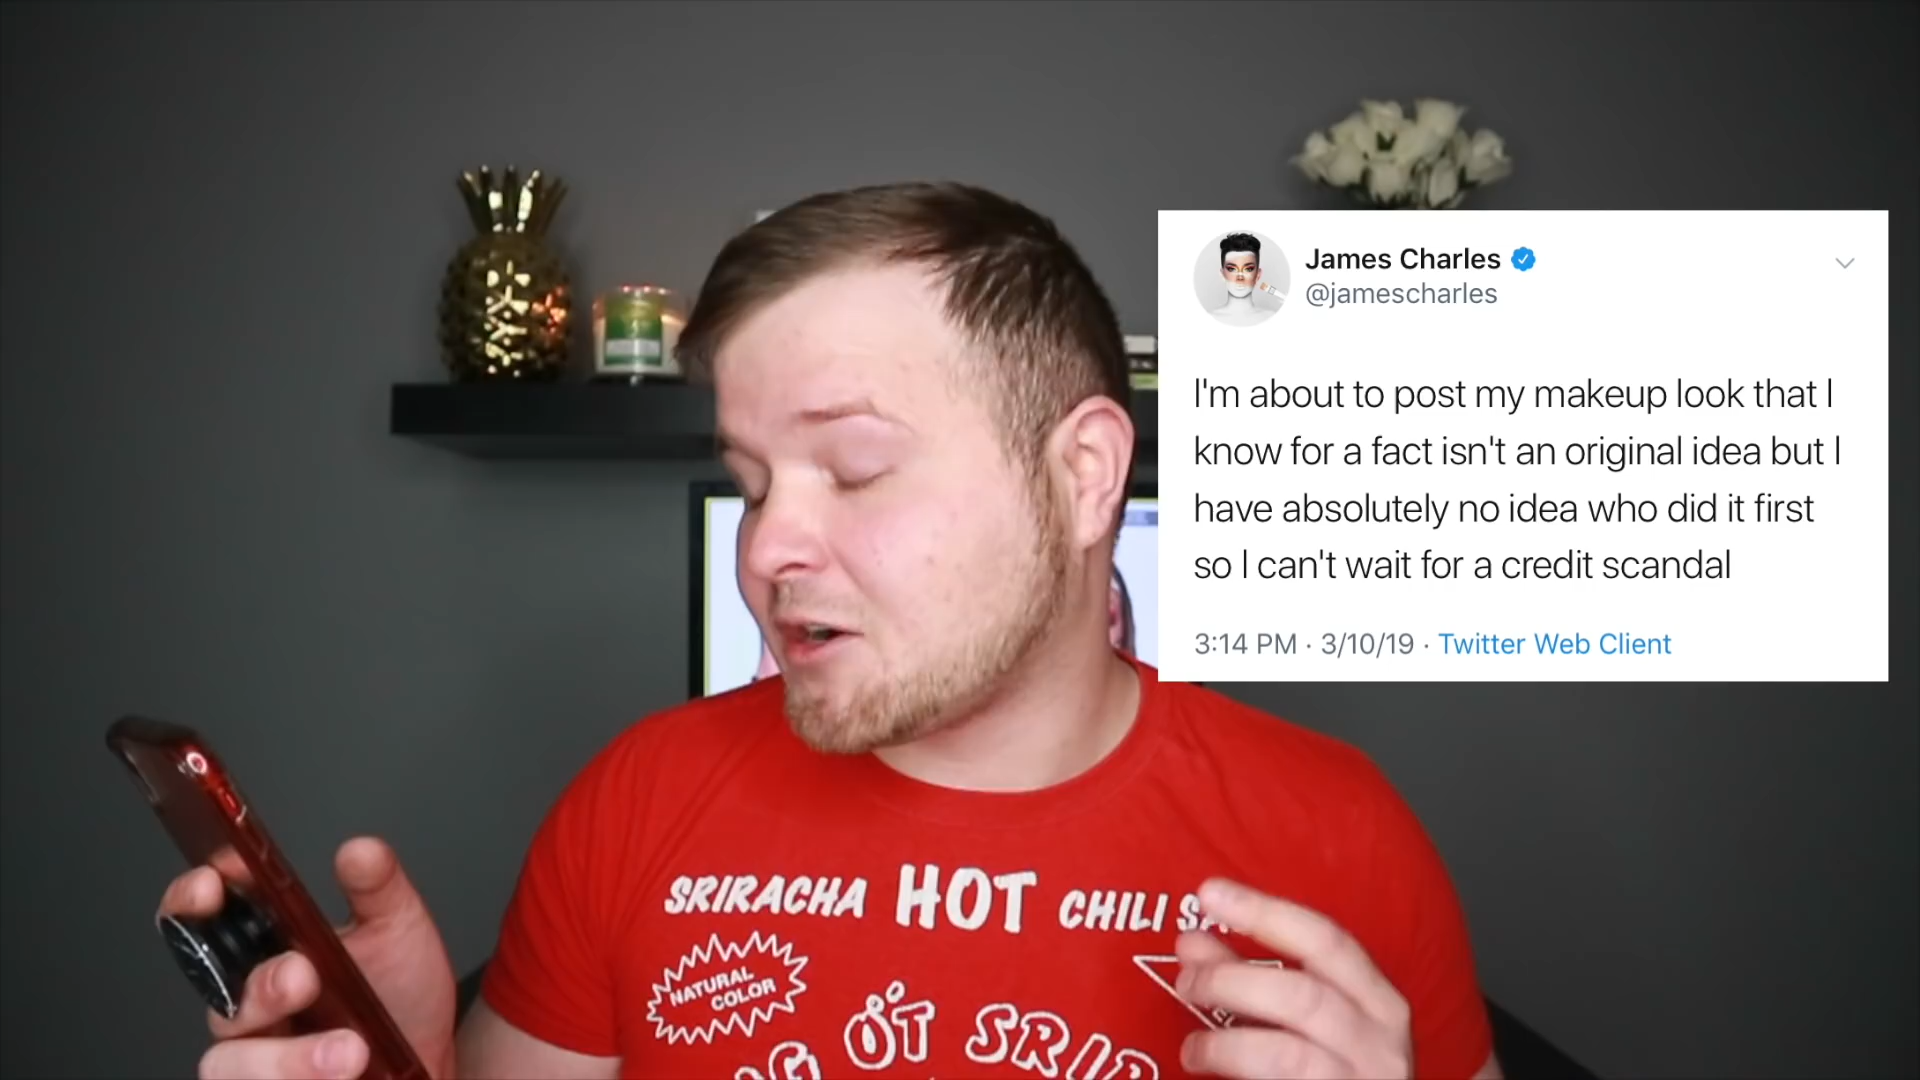 James Charles
@jamescharles
I'm about to post my makeup look that I
know for a fact isn't an original idea but I
have absolutely no idea who did it first
so I can't wait for a credit scandal
3:14 PM · 3/10/19 · Twitter Web Client
SRIRACHA HOT CHILI
NATURAL
COLOR
ÓT